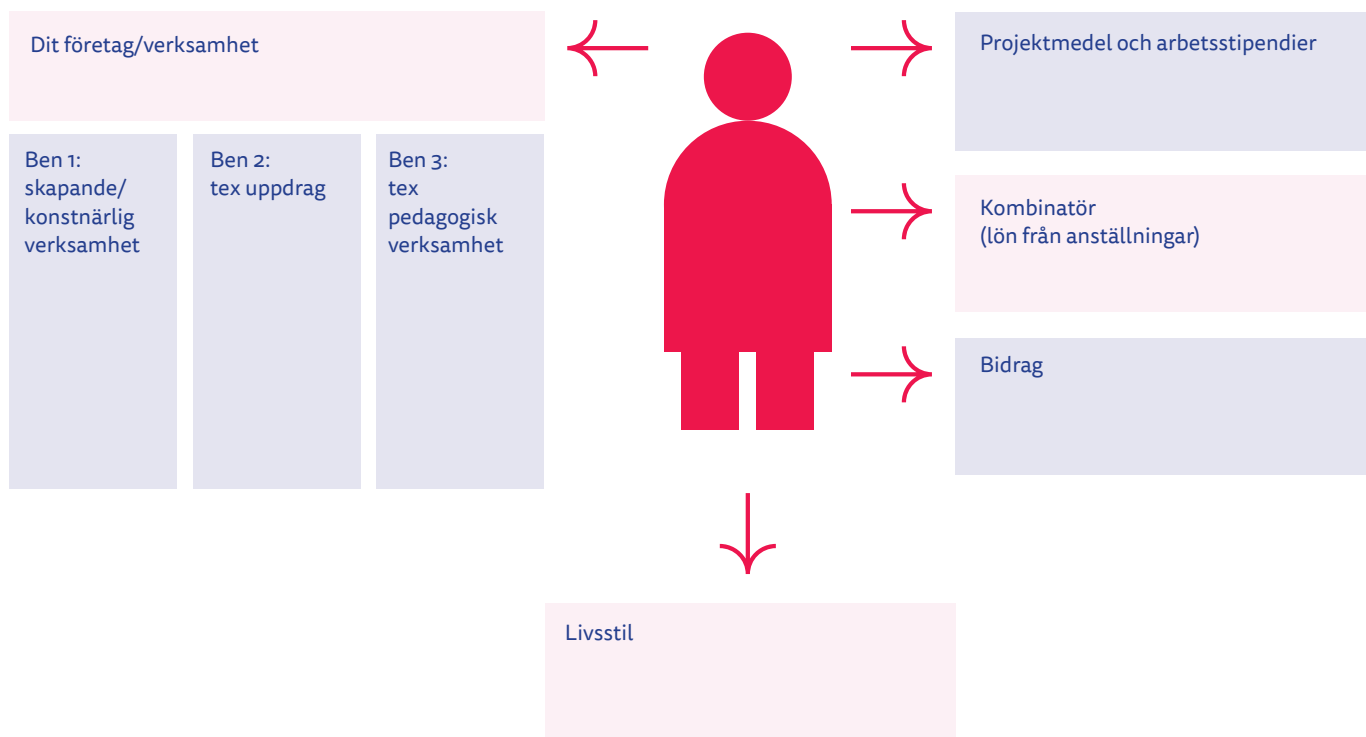 Dit företag/verksamhet
Ben 1:
skapande/
konstnärlig
verksamhet
Ben 2:
tex uppdrag
Ben 3:
tex
pedagogisk
verksamhet
Projektmedel och arbetsstipendier
Kombinatör
(lön från anställningar)
Bidrag
Livsstil